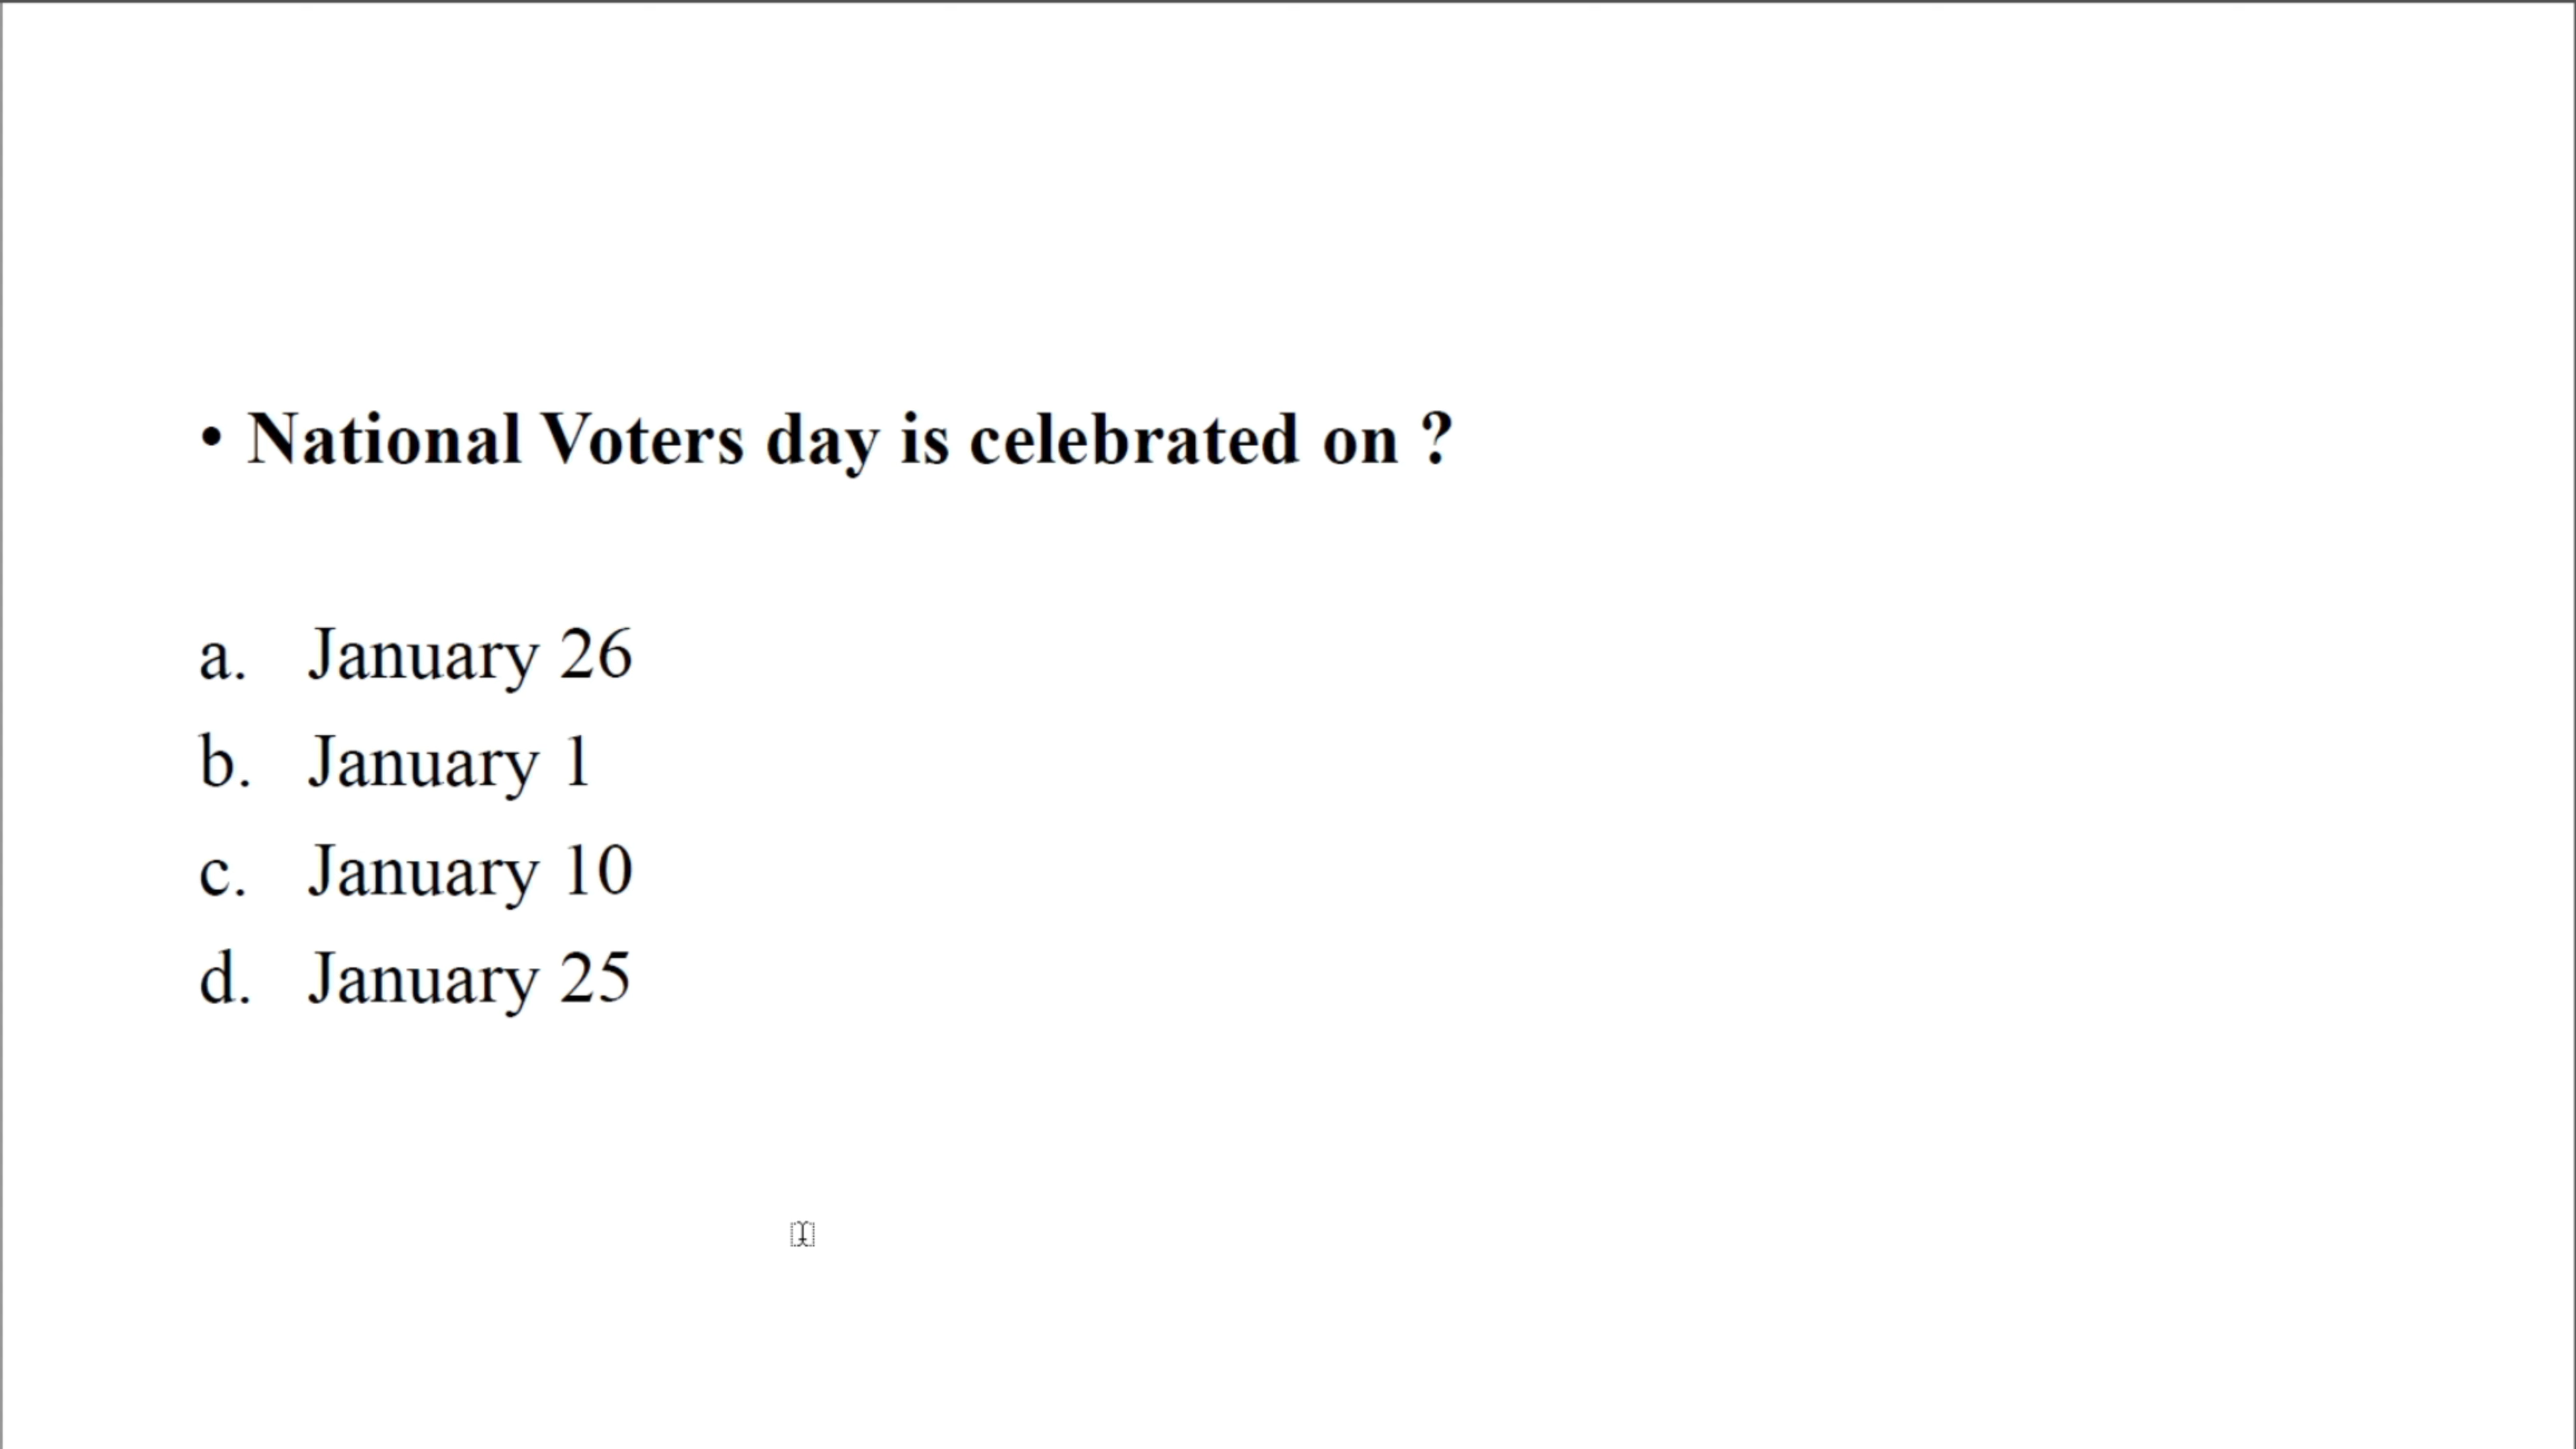 • National Voters day is celebrated on ?
a. January 26
b. January 1
c. January 10
d. January 25